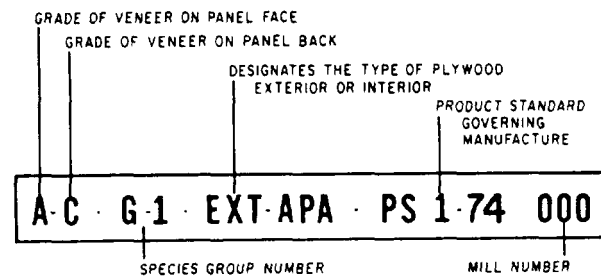 GRADE OF VENEER ON PANEL FACE
GRADE OF VENEER ON PANEL BACK
DESIGNATES THE TYPE OF PLYWOOD
EXTERIOR OR INTERIOR
PRODUCT STANDARD
GOVERNING
MANUFACTURE
A-C · G-1 · EXT-APA · PS 1-74 000
SPECIES GROUP NUMBER
MILL NUMBER